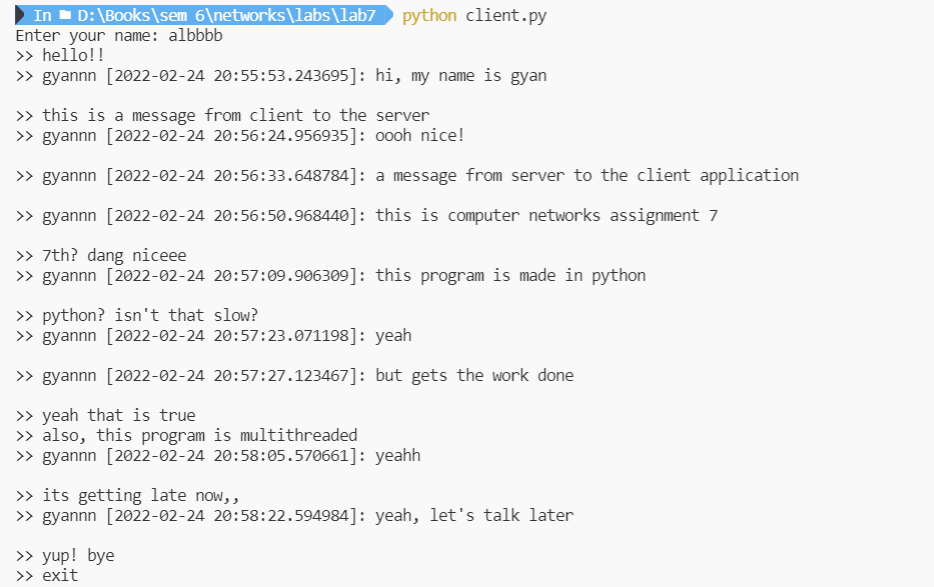 In D:\Books\sem 6\networks\labs\lab7 python client.py
Enter your name: albbbb
>> hello!!
>> gyannn [2022-02-24 20:55:53.243695]: hi, my name is gyan
>> this is a message from client to the server
>> gyannn [2022-02-24 20:56:24.956935]: oooh nice!
>> gyannn [2022-02-24 20:56:33.648784]: a message from server to the client application
>> gyannn [2022-02-24 20:56:50.968440]: this is computer networks assignment 7
>> 7th? dang niceee
>> gyannn [2022-02-24 20:57:09.906309]: this program is made in python
>> python? isn't that slow?
>> gyannn [2022-02-24 20:57:23.071198]: yeah
>> gyannn [2022-02-24 20:57:27.123467]: but gets the work done
>> yeah that is true
>> also, this program is multithreaded
>> gyannn [2022-02-24 20:58:05.570661]: yeahh
>> its getting late now,,
>> gyannn [2022-02-24 20:58:22.594984]: yeah, let's talk later
>> yup! bye
>> exit